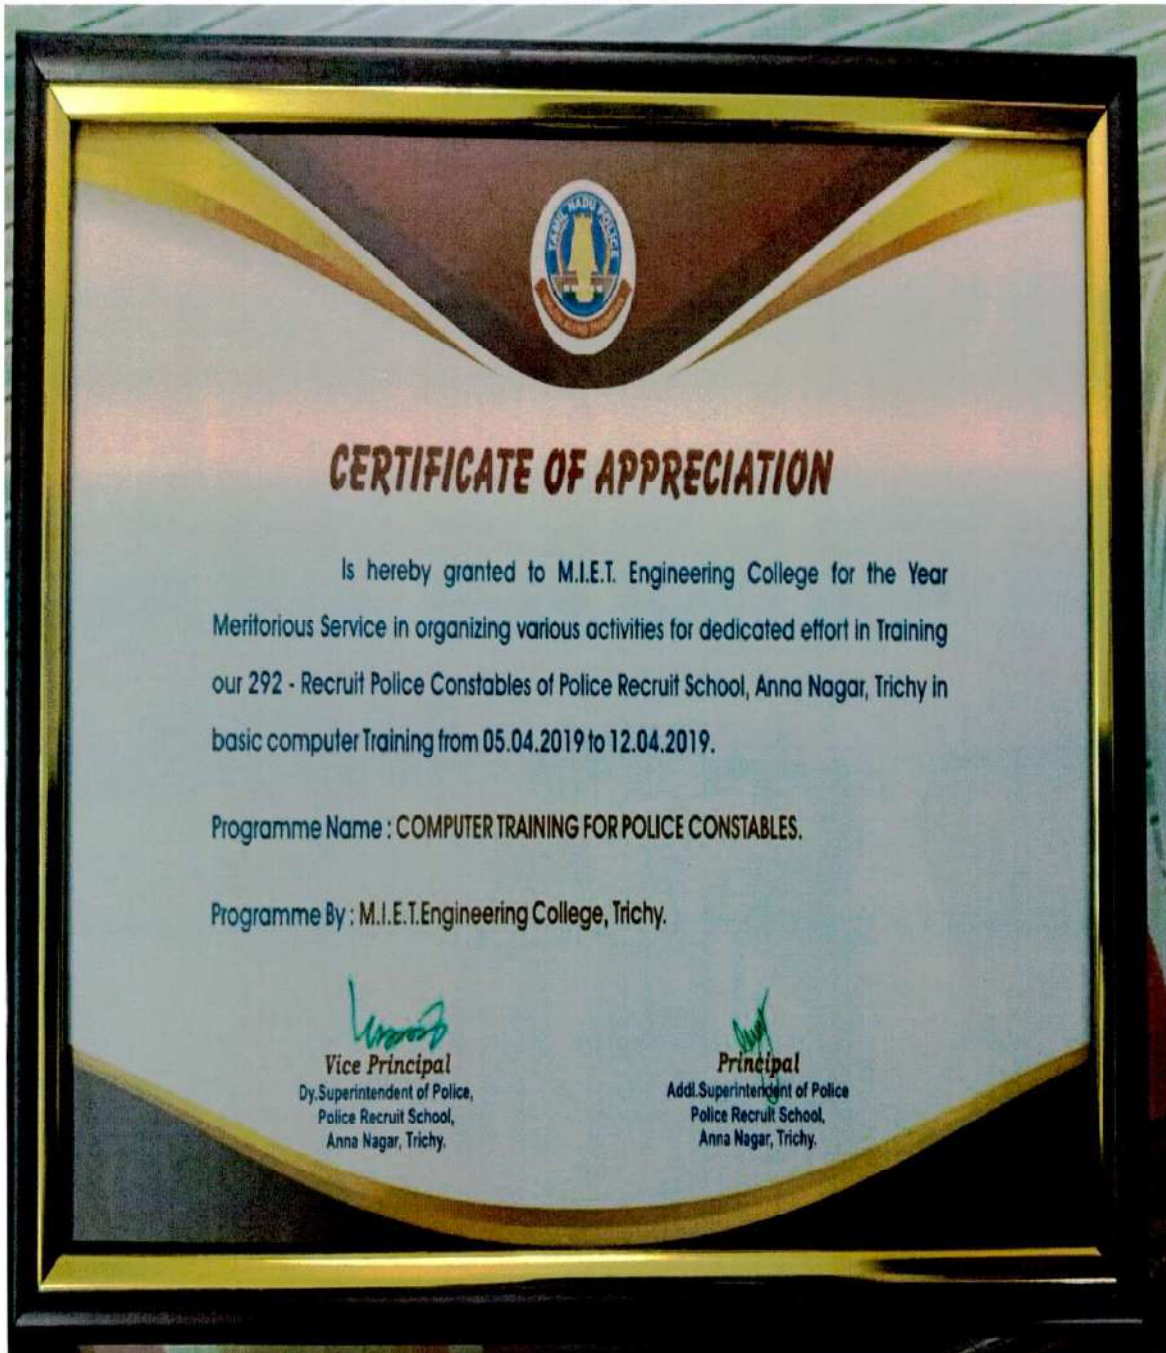 TAMIL NADU POLICE
CERTIFICATE OF APPRECIATION
Is hereby granted to M.I.E.T. Engineering College for the Year
Meritorious Service in organizing various activities for dedicated effort in Training
our 292 - Recruit Police Constables of Police Recruit School, Anna Nagar, Trichy in
basic computer Training from 05.04.2019 to 12.04.2019.
Programme Name : COMPUTER TRAINING FOR POLICE CONSTABLES.
Programme By : M.I.E.T.Engineering College, Trichy.
Vice Principal
Dy.Superintendent of Police,
Police Recruit School,
Anna Nagar, Trichy.
Principal
Addl.Superintendent of Police
Police Recruit School,
Anna Nagar, Trichy.